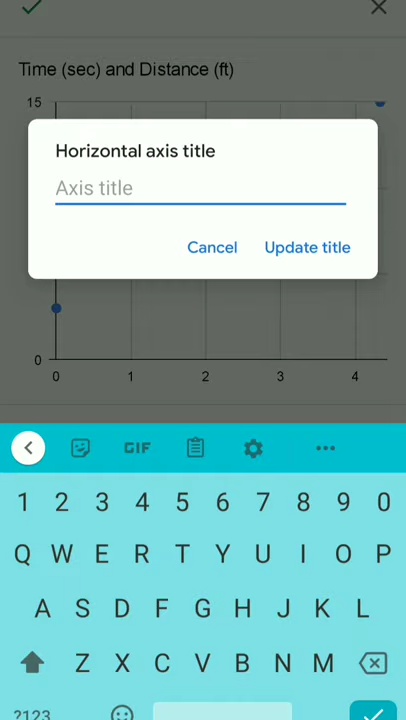 Time (sec) and Distance (ft)
15
Horizontal axis title
Axis title
Cancel Update title
0
0 1 2 3 4
GIF
1 2 3 4 5 6 7 8 9 0
Q W E R T Y U I O P
A S D F G H J K L
Z X C V B N M
?123